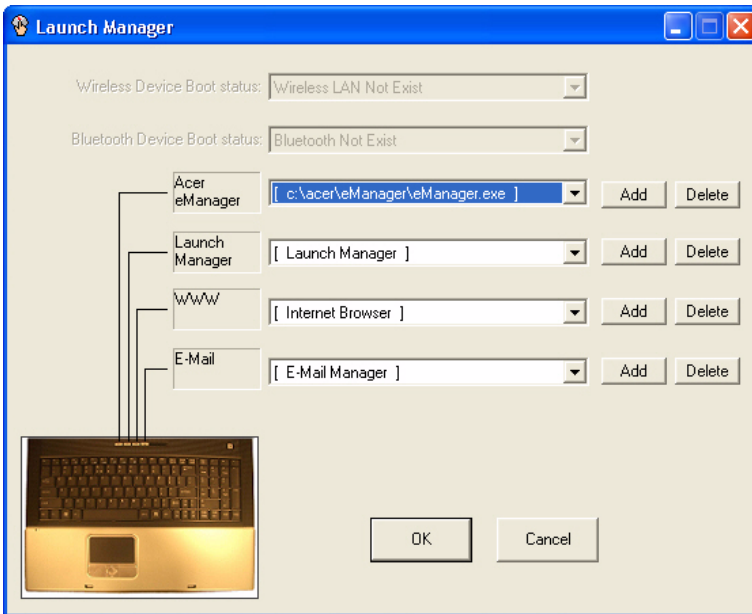 Launch Manager
Wireless Device Boot status: Wireless LAN Not Exist
Bluetooth Device Boot status: Bluetooth Not Exist
Acer
eManager
[ c:\acer\eManager\eManager.exe ] Add Delete
Launch
Manager
[ Launch Manager ] Add Delete
WWW
[ Internet Browser ] Add Delete
E-Mail
[ E-Mail Manager ] Add Delete
OK Cancel